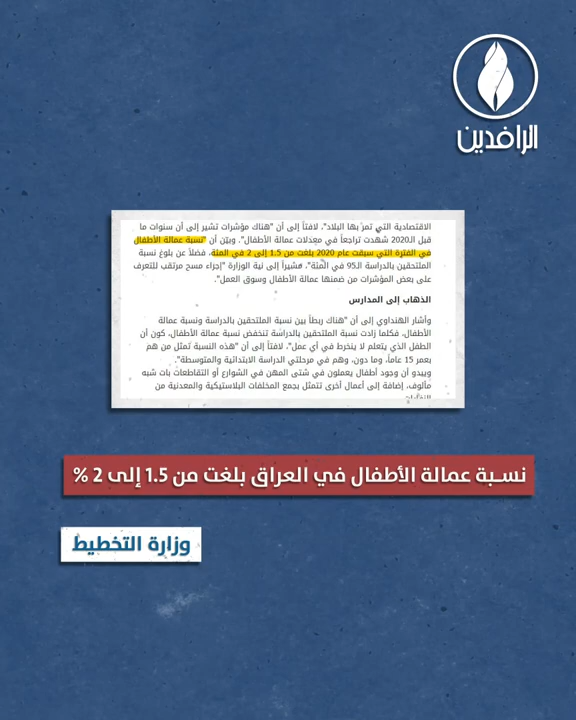 الرافدين
الاقتصادية التي تمرّ بها البلاد"، لافتاً إلى أن "هناك مؤشرات تشير إلى أن سنوات ما
قبل الـ2020 شهدت تراجعاً في معدلات عمالة الأطفال". وبيّن أن "نسبة عمالة الأطفال
في الفترة التي سبقت عام 2020 بلغت من 1.5 إلى 2 في المئة، فضلاً عن بلوغ نسبة
الملتحقين بالدراسة الـ95 في المئة"، مشيراً إلى نية الوزارة "إجراء مسح مرتقب للتعرف
على بعض المؤشرات من ضمنها عمالة الأطفال وسوق العمل".
الذهاب إلى المدارس
وأشار الهنداوي إلى أن "هناك ربطاً بين نسبة الملتحقين بالدراسة ونسبة عمالة
الأطفال، فكلما زادت نسبة الملتحقين بالدراسة تنخفض نسبة عمالة الأطفال، كون أن
الطفل الذي يتعلم لا ينخرط في أي عمل"، لافتاً إلى أن "هذه النسبة تمثل من هم
بعمر 15 عاماً، وما دون، وهم في مرحلتي الدراسة الابتدائية والمتوسطة".
ويبدو أن وجود أطفال يعملون في شتى المهن في الشوارع أو التقاطعات بات شبه
مألوف، إضافة إلى أعمال أخرى تتمثل بجمع المخلفات البلاستيكية والمعدنية من
نسبة عمالة الأطفال في العراق بلغت من 1.5 إلى 2 %
وزارة التخطيط